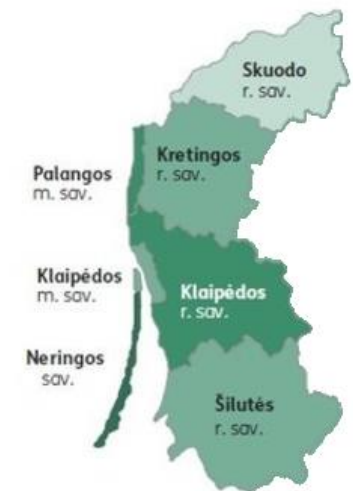 Skuodo
r. sav.
Kretingos
r. sav.
Palangos
m. sav.
Klaipėdos
m. sav.
Klaipėdos
r. sav.
Neringos
sav.
Šilutės
r. sav.